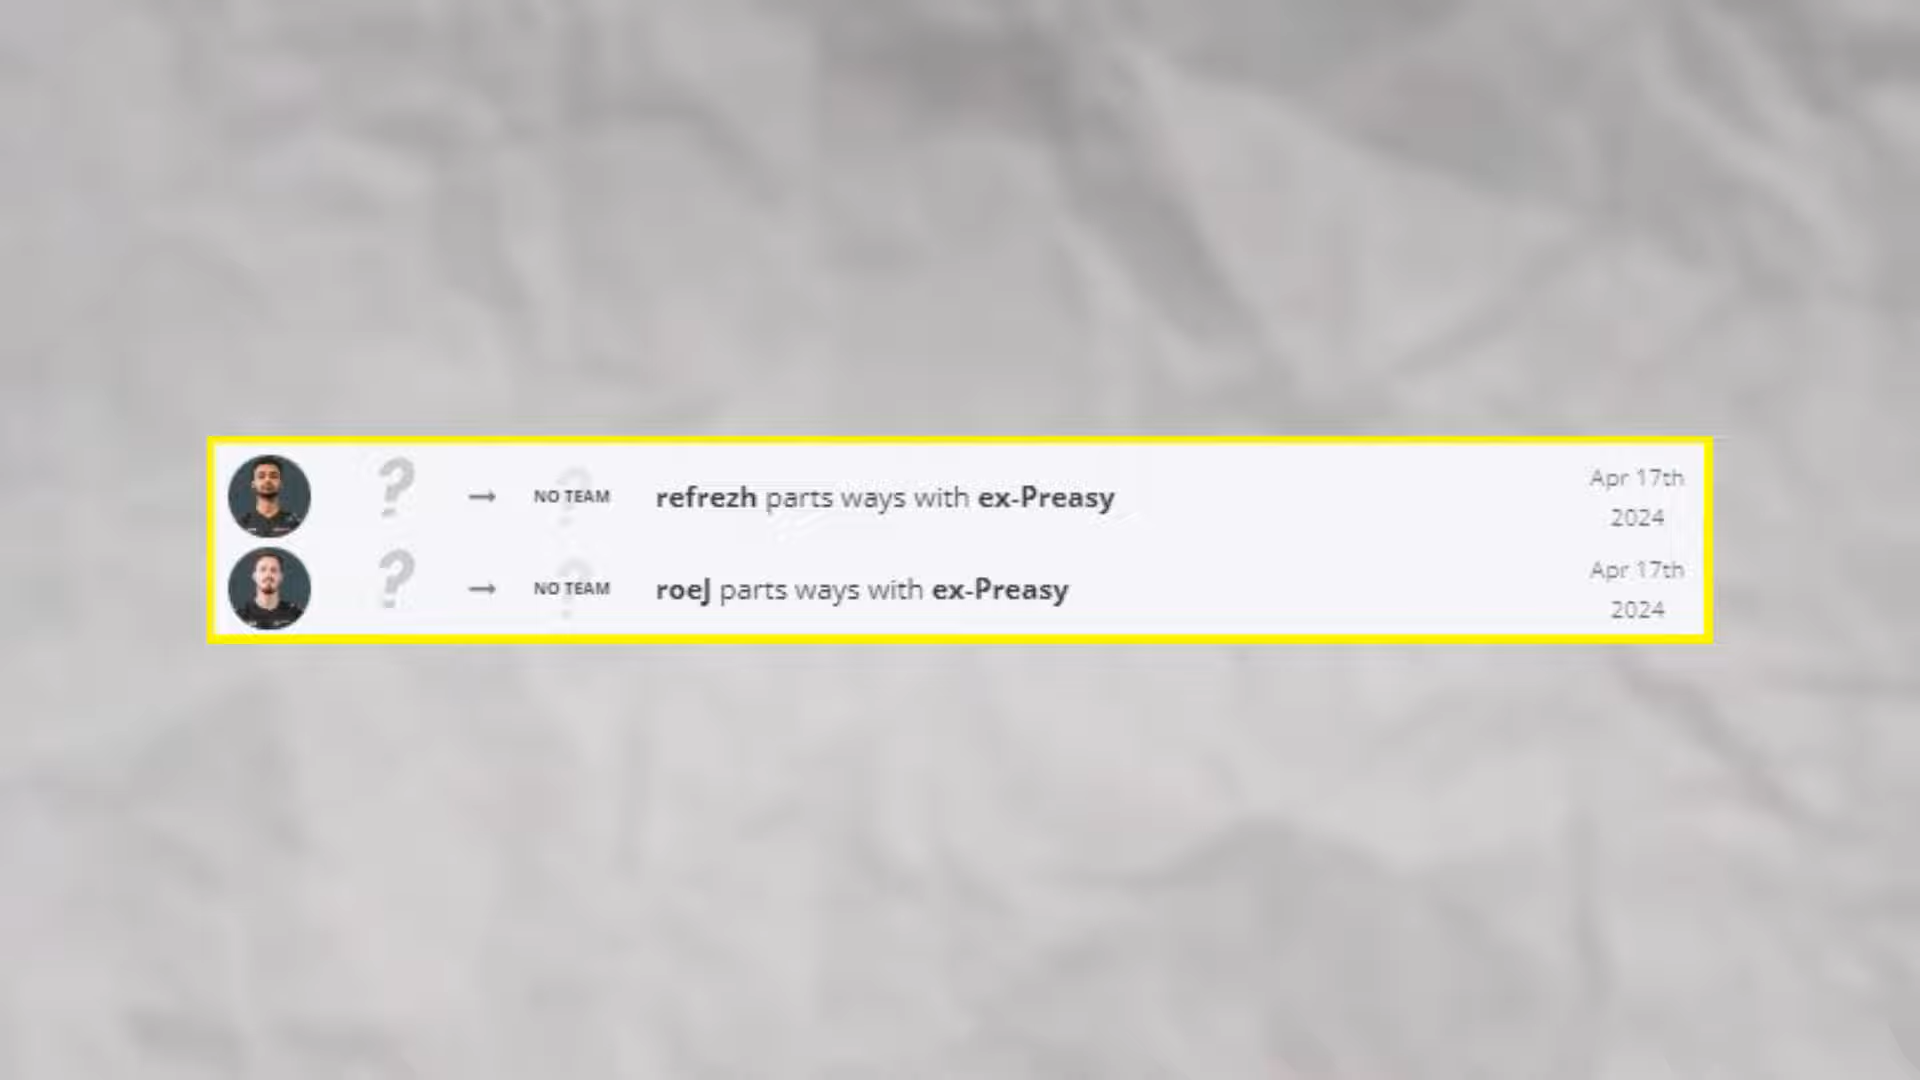 NO TEAM refrezh parts ways with ex-Preasy Apr 17th
2024
NO TEAM roeJ parts ways with ex-Preasy Apr 17th
2024